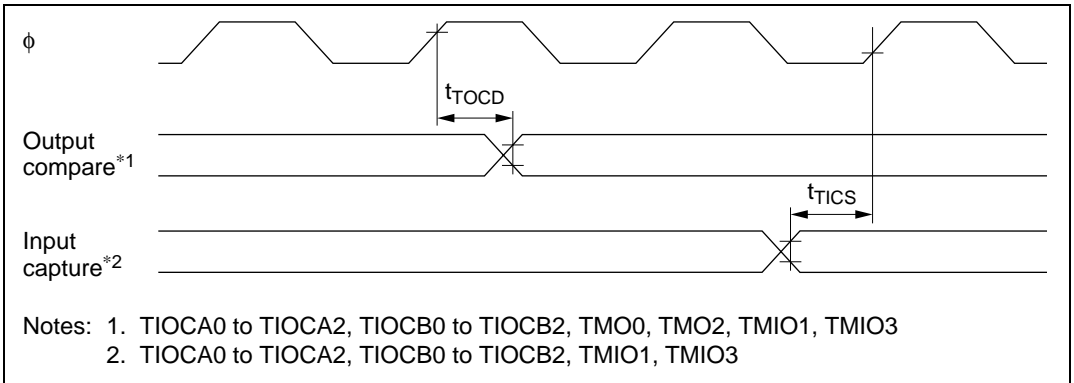 ϕ
tTOCD
Output
compare*1
tTICS
Input
capture*2
Notes: 1. TIOCA0 to TIOCA2, TIOCB0 to TIOCB2, TMO0, TMO2, TMIO1, TMIO3
2. TIOCA0 to TIOCA2, TIOCB0 to TIOCB2, TMIO1, TMIO3